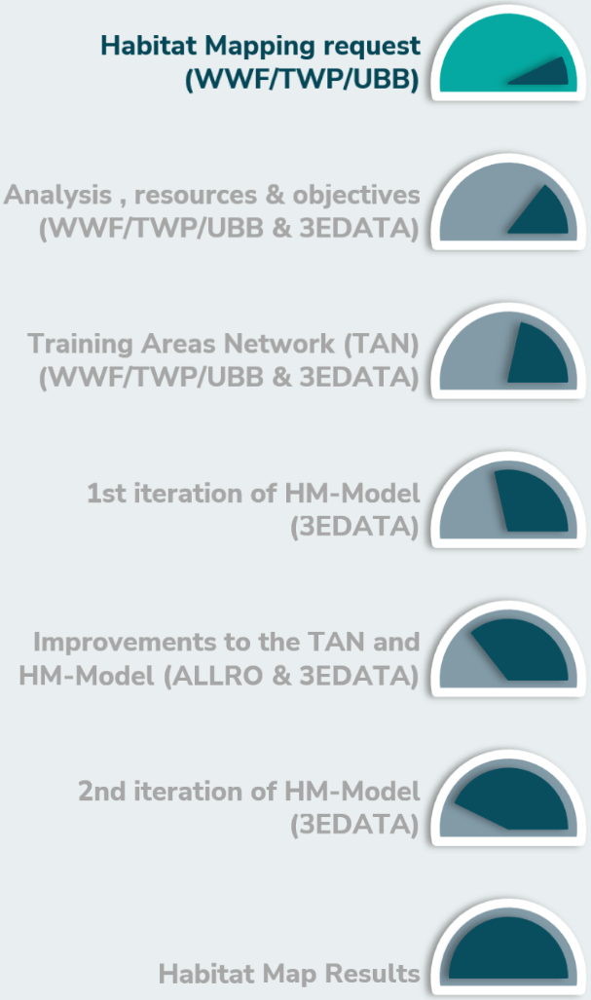 Habitat Mapping request
(WWF/TWP/UBB)
Analysis , resources & objectives
(WWF/TWP/UBB & 3EDATA)
Training Areas Network (TAN)
(WWF/TWP/UBB & 3EDATA)
1st iteration of HM-Model
(3EDATA)
Improvements to the TAN and
HM-Model (ALLRO & 3EDATA)
2nd iteration of HM-Model
(3EDATA)
Habitat Map Results